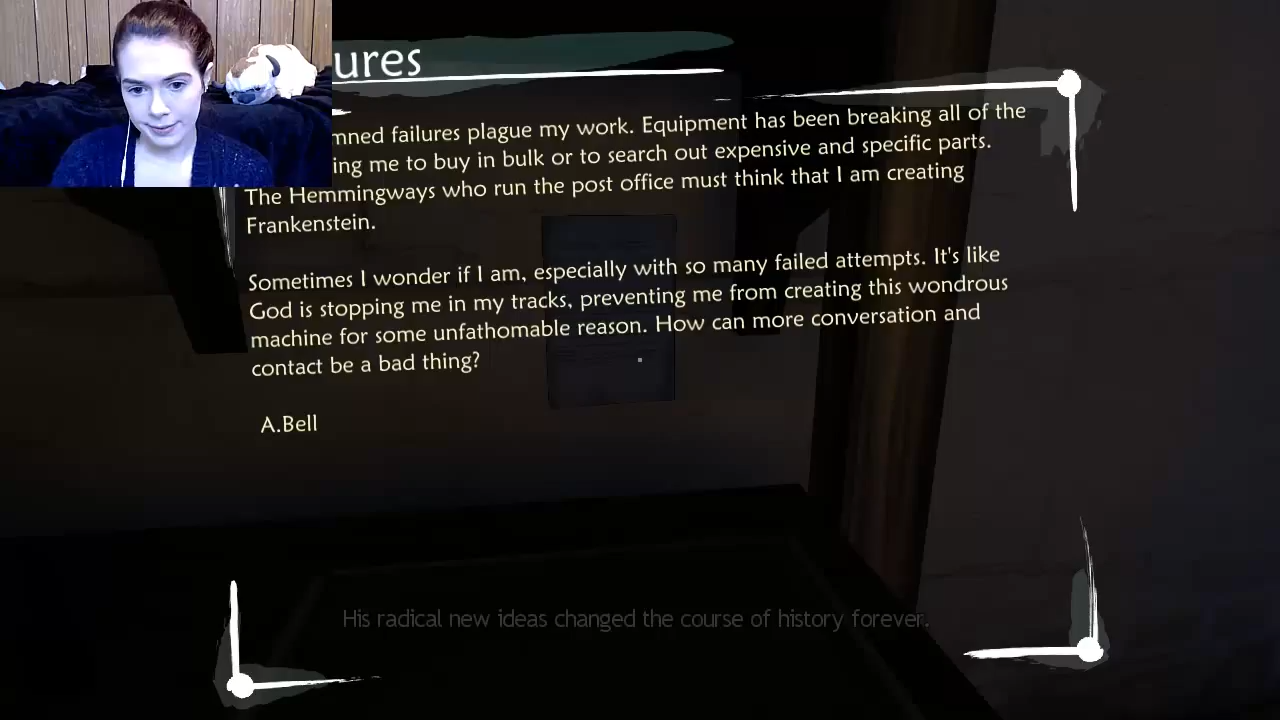 ures
mned failures plague my work. Equipment has been breaking all of the
ing me to buy in bulk or to search out expensive and specific parts.
The Hemmingways who run the post office must think that I am creating
Frankenstein.
Sometimes I wonder if I am, especially with so many failed attempts. It's like
God is stopping me in my tracks, preventing me from creating this wondrous
machine for some unfathomable reason. How can more conversation and
contact be a bad thing?
A.Bell
His radical new ideas changed the course of history forever.